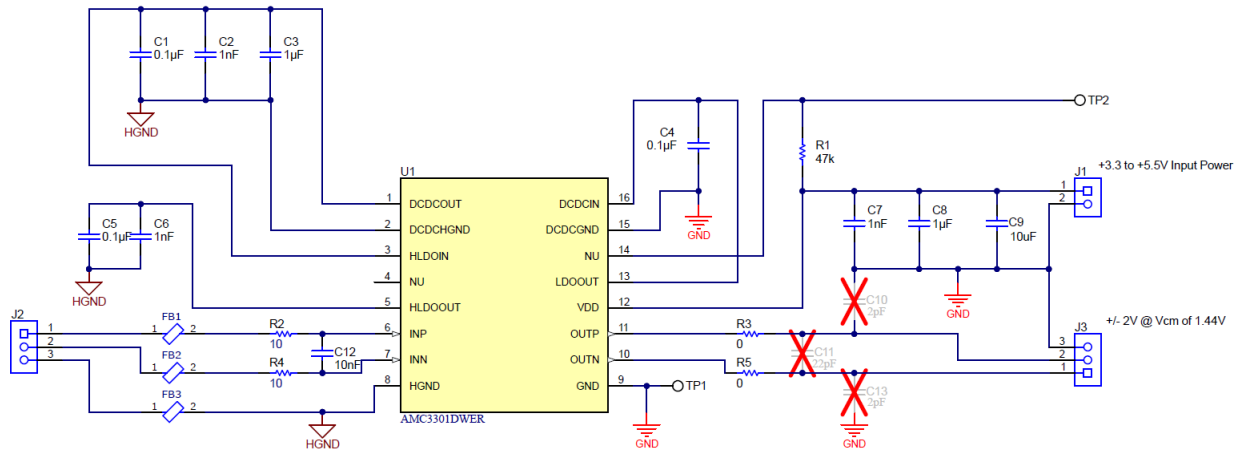 C1
0.1µF
C2
1nF
C3
1µF
HGND
C4
0.1µF
GND
TP2
R1
47k
+3.3 to +5.5V Input Power
J1
1
2
C7
1nF
C8
1µF
C9
10uF
GND
U1
1 DCDCOUT DCDCIN 16
2 DCDCHGND DCDCGND 15
3 HLDOIN NU 14
4 NU LDOOUT 13
5 HLDOOUT VDD 12
6 INP OUTP 11
7 INN OUTN 10
8 HGND GND 9
AMC3301DWER
C5
0.1µF
C6
1nF
HGND
J2
1
2
3
1 FB1 2
1 FB2 2
1 FB3 2
R2
10
R4
10
C12
10nF
HGND
R3
0
R5
0
C10
2pF
C11
22pF
C13
2pF
+/- 2V @ Vcm of 1.44V
J3
3
2
1
TP1
GND
GND